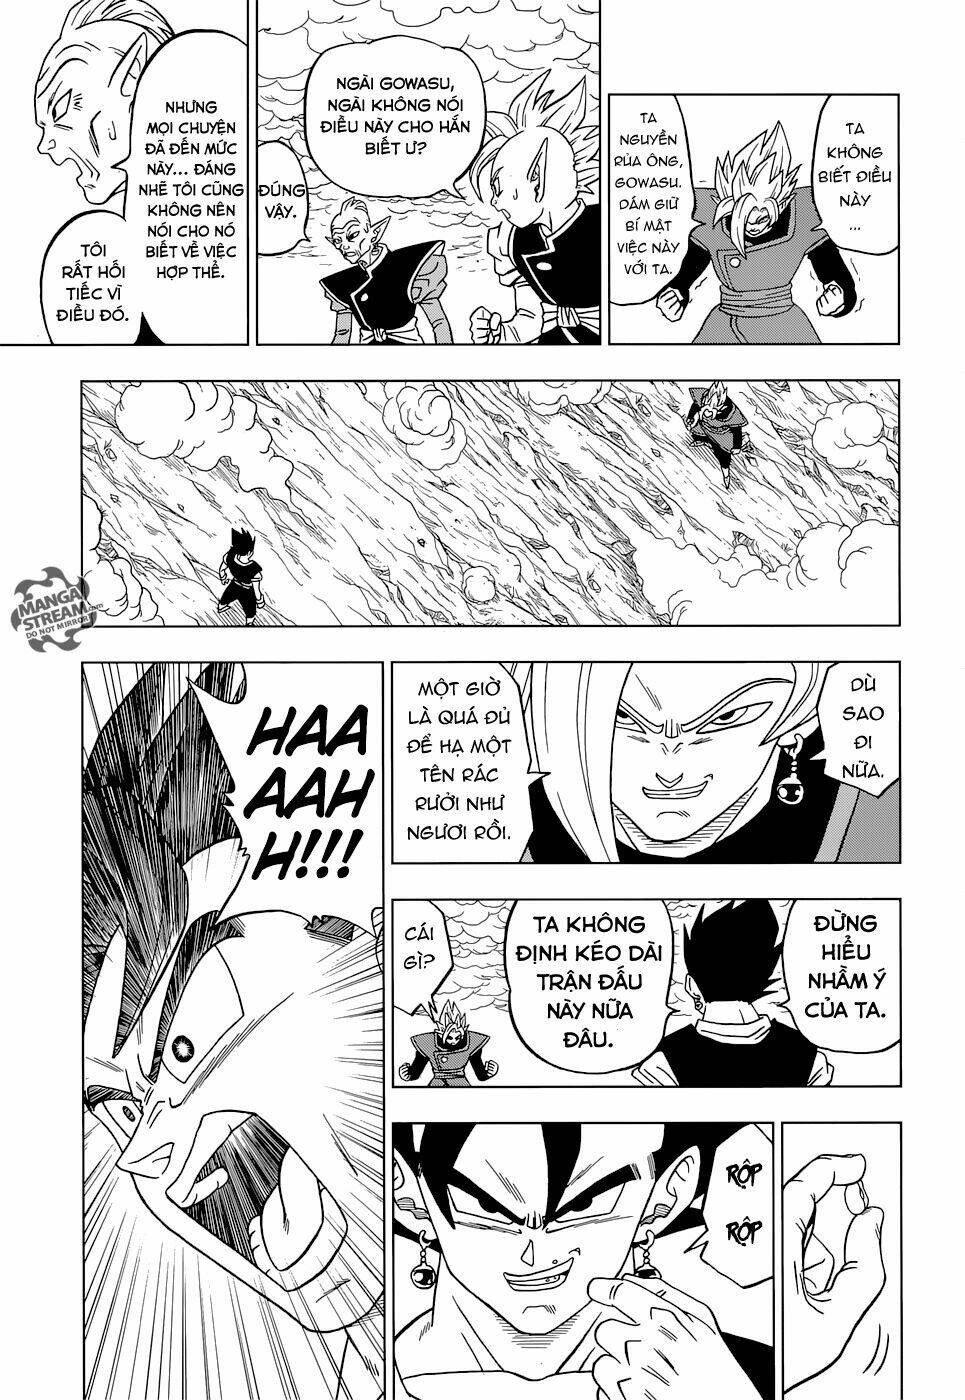 TA
KHÔNG
BIẾT ĐIỀU
NÀY
...
TA
NGUYỀN
RỦA ÔNG,
GOWASU.
DÁM GIỮ
BÍ MẬT
VIỆC NÀY
VỚI TA.
NGÀI GOWASU,
NGÀI KHÔNG NÓI
ĐIỀU NÀY CHO HẮN
BIẾT Ư?
ĐÚNG
VẬY.
NHƯNG
MỌI CHUYỆN
ĐÃ ĐẾN MỨC
NÀY... ĐÁNG
NHẼ TÔI CŨNG
KHÔNG NÊN
NÓI CHO NÓ
BIẾT VỀ VIỆC
HỢP THỂ.
TÔI
RẤT HỐI
TIẾC VÌ
ĐIỀU ĐÓ.
MANGA
STREAM.com
DO NOT MIRROR
DÙ
SAO
ĐI
NỮA.
MỘT GIỜ
LÀ QUÁ ĐỦ
ĐỂ HẠ MỘT
TÊN RÁC
RƯỞI NHƯ
NGƯƠI RỒI.
ĐỪNG
HIỂU
NHẦM Ý
CỦA TA.
TA KHÔNG
ĐỊNH KÉO DÀI
TRẬN ĐẤU
NÀY NỮA
ĐÂU.
CÁI
GÌ?
RỘP
RỘP
HAA
AAH
H!!!